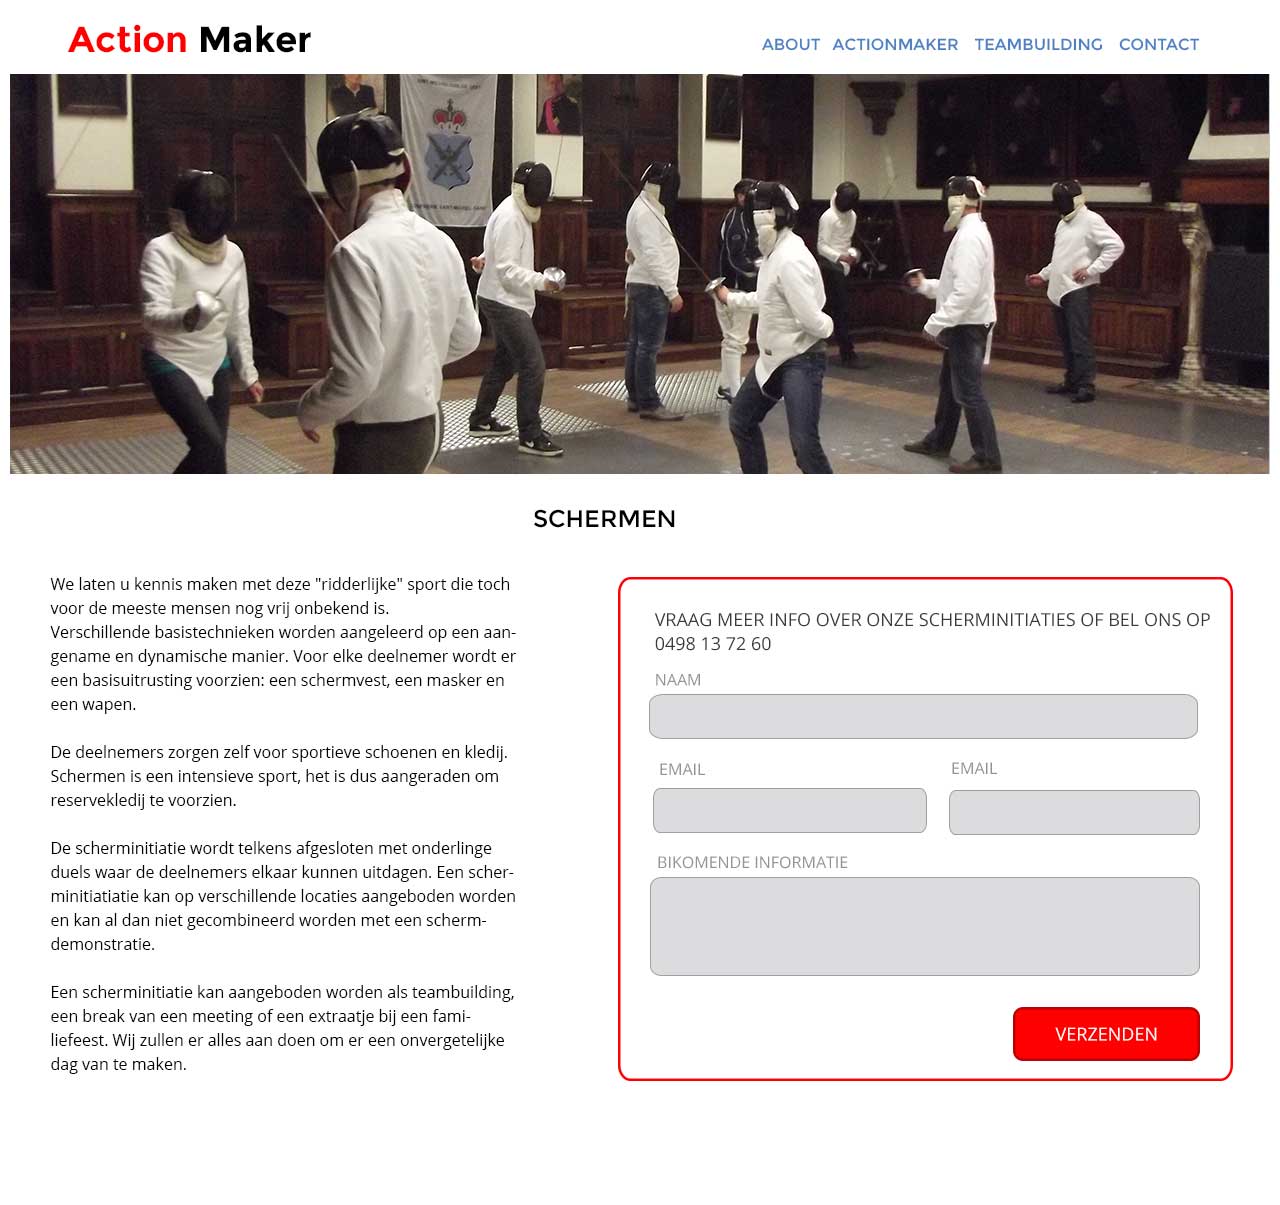 Action Maker
ABOUT ACTIONMAKER TEAMBUILDING CONTACT
SCHERMEN
We laten u kennis maken met deze "ridderlijke" sport die toch
voor de meeste mensen nog vrij onbekend is.
Verschillende basistechnieken worden aangeleerd op een aan-
gename en dynamische manier. Voor elke deelnemer wordt er
een basisuitrusting voorzien: een schermvest, een masker en
een wapen.
De deelnemers zorgen zelf voor sportieve schoenen en kledij.
Schermen is een intensieve sport, het is dus aangeraden om
reservekledij te voorzien.
De scherminitiatie wordt telkens afgesloten met onderlinge
duels waar de deelnemers elkaar kunnen uitdagen. Een scher-
minitiatiatie kan op verschillende locaties aangeboden worden
en kan al dan niet gecombineerd worden met een scherm-
demonstratie.
Een scherminitiatie kan aangeboden worden als teambuilding,
een break van een meeting of een extraatje bij een fami-
liefeest. Wij zullen er alles aan doen om er een onvergetelijke
dag van te maken.
VRAAG MEER INFO OVER ONZE SCHERMINITIATIES OF BEL ONS OP
0498 13 72 60
NAAM
EMAIL
EMAIL
BIKOMENDE INFORMATIE
VERZENDEN